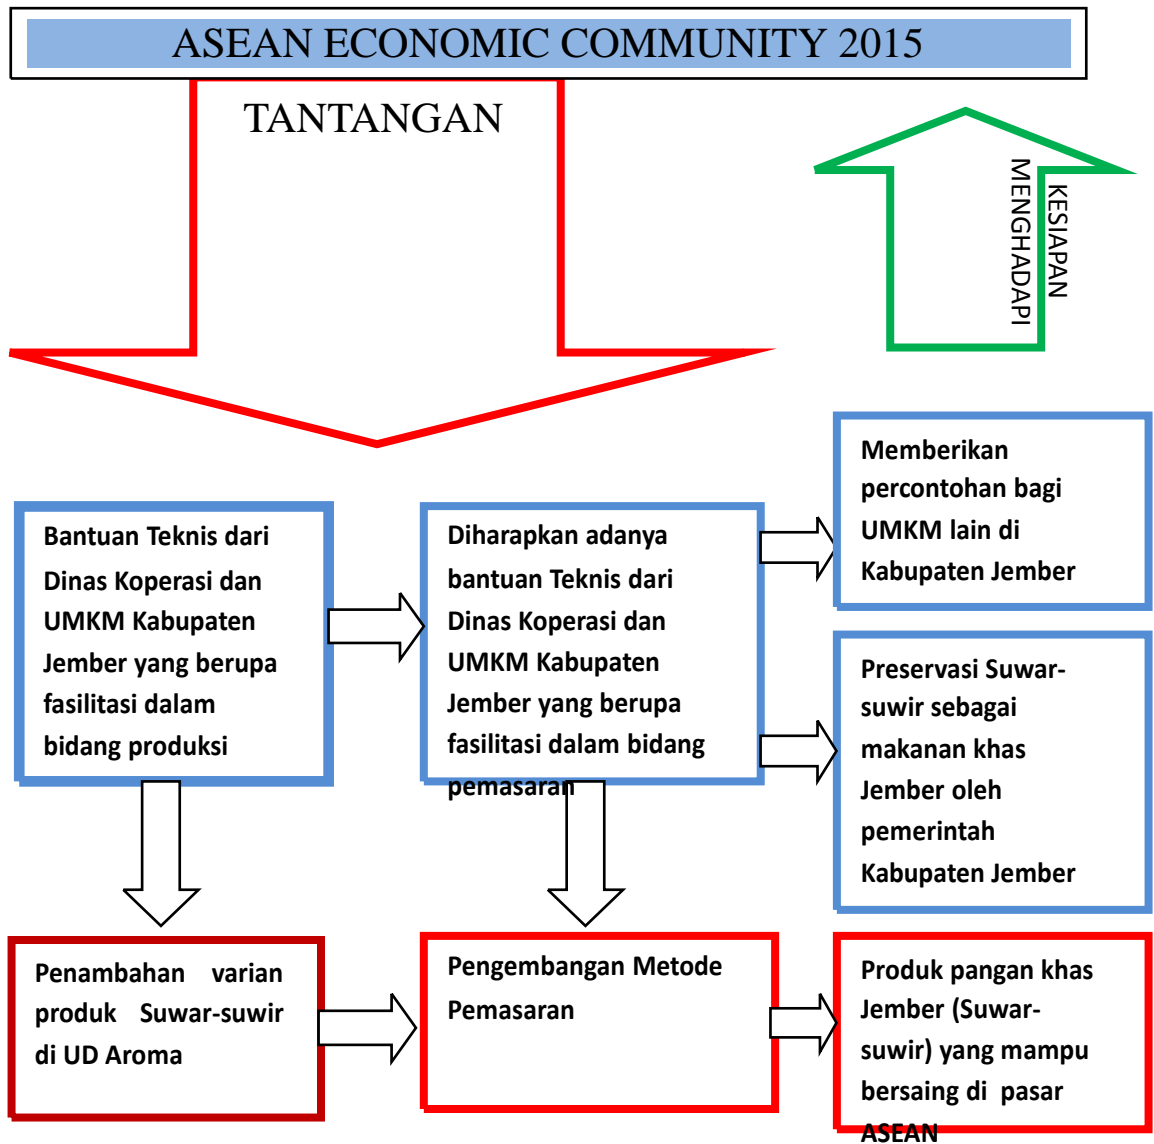 ASEAN ECONOMIC COMMUNITY 2015
TANTANGAN
KESIAPAN
MENGHADAPI
Bantuan Teknis dari
Dinas Koperasi dan
UMKM Kabupaten
Jember yang berupa
fasilitasi dalam
bidang produksi
Diharapkan adanya
bantuan Teknis dari
Dinas Koperasi dan
UMKM Kabupaten
Jember yang berupa
fasilitasi dalam bidang
pemasaran
Memberikan
percontohan bagi
UMKM lain di
Kabupaten Jember
Preservasi Suwar-
suwir sebagai
makanan khas
Jember oleh
pemerintah
Kabupaten Jember
Penambahan varian
produk Suwar-suwir
di UD Aroma
Pengembangan Metode
Pemasaran
Produk pangan khas
Jember (Suwar-
suwir) yang mampu
bersaing di pasar
ASEAN